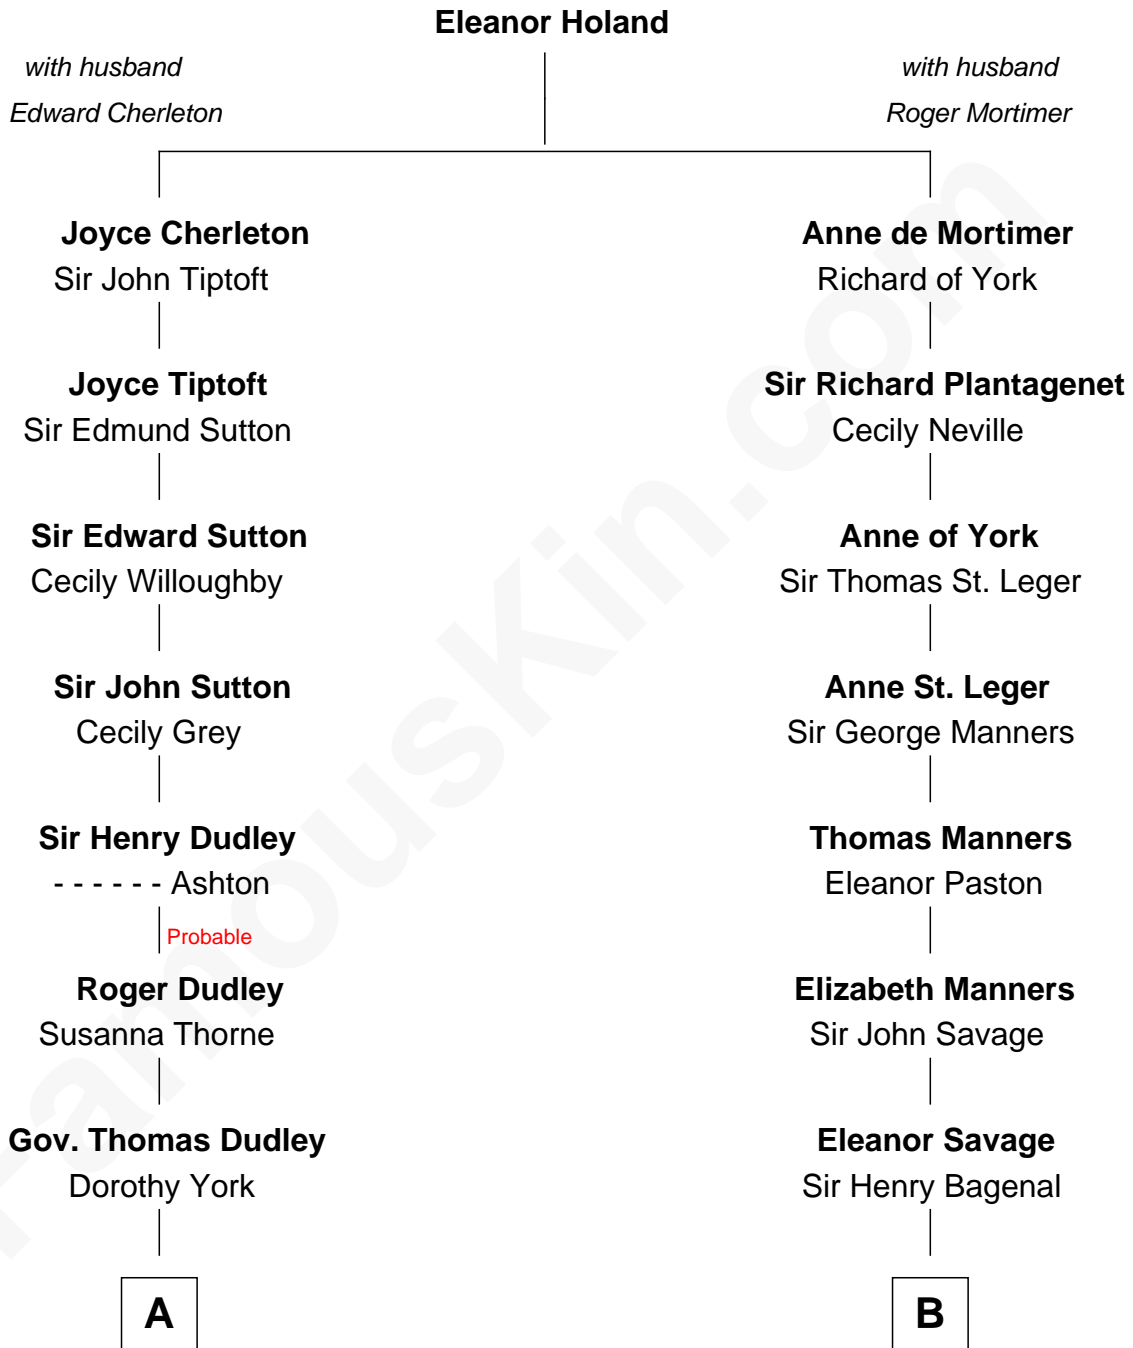 Eleanor Holand
with husband
Edward Cherleton
with husband
Roger Mortimer
Joyce Cherleton
Sir John Tiptoft
Anne de Mortimer
Richard of York
Joyce Tiptoft
Sir Edmund Sutton
Sir Richard Plantagenet
Cecily Neville
Sir Edward Sutton
Cecily Willoughby
Anne of York
Sir Thomas St. Leger
Sir John Sutton
Cecily Grey
Anne St. Leger
Sir George Manners
Sir Henry Dudley
- - - - - - Ashton
Thomas Manners
Eleanor Paston
Probable
Roger Dudley
Susanna Thorne
Elizabeth Manners
Sir John Savage
Gov. Thomas Dudley
Dorothy York
Eleanor Savage
Sir Henry Bagenal
A
B
FamousKin.com